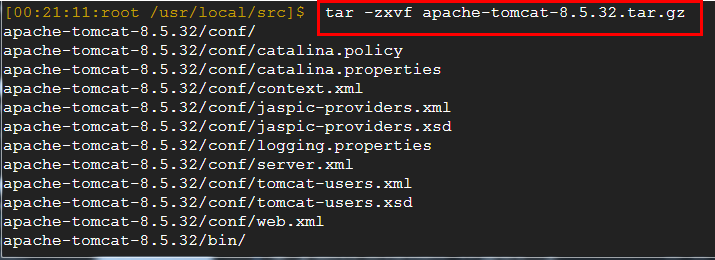 [00:21:11:root /usr/local/src]$ tar -zxvf apache-tomcat-8.5.32.tar.gz
apache-tomcat-8.5.32/conf/
apache-tomcat-8.5.32/conf/catalina.policy
apache-tomcat-8.5.32/conf/catalina.properties
apache-tomcat-8.5.32/conf/context.xml
apache-tomcat-8.5.32/conf/jaspic-providers.xml
apache-tomcat-8.5.32/conf/jaspic-providers.xsd
apache-tomcat-8.5.32/conf/logging.properties
apache-tomcat-8.5.32/conf/server.xml
apache-tomcat-8.5.32/conf/tomcat-users.xml
apache-tomcat-8.5.32/conf/tomcat-users.xsd
apache-tomcat-8.5.32/conf/web.xml
apache-tomcat-8.5.32/bin/